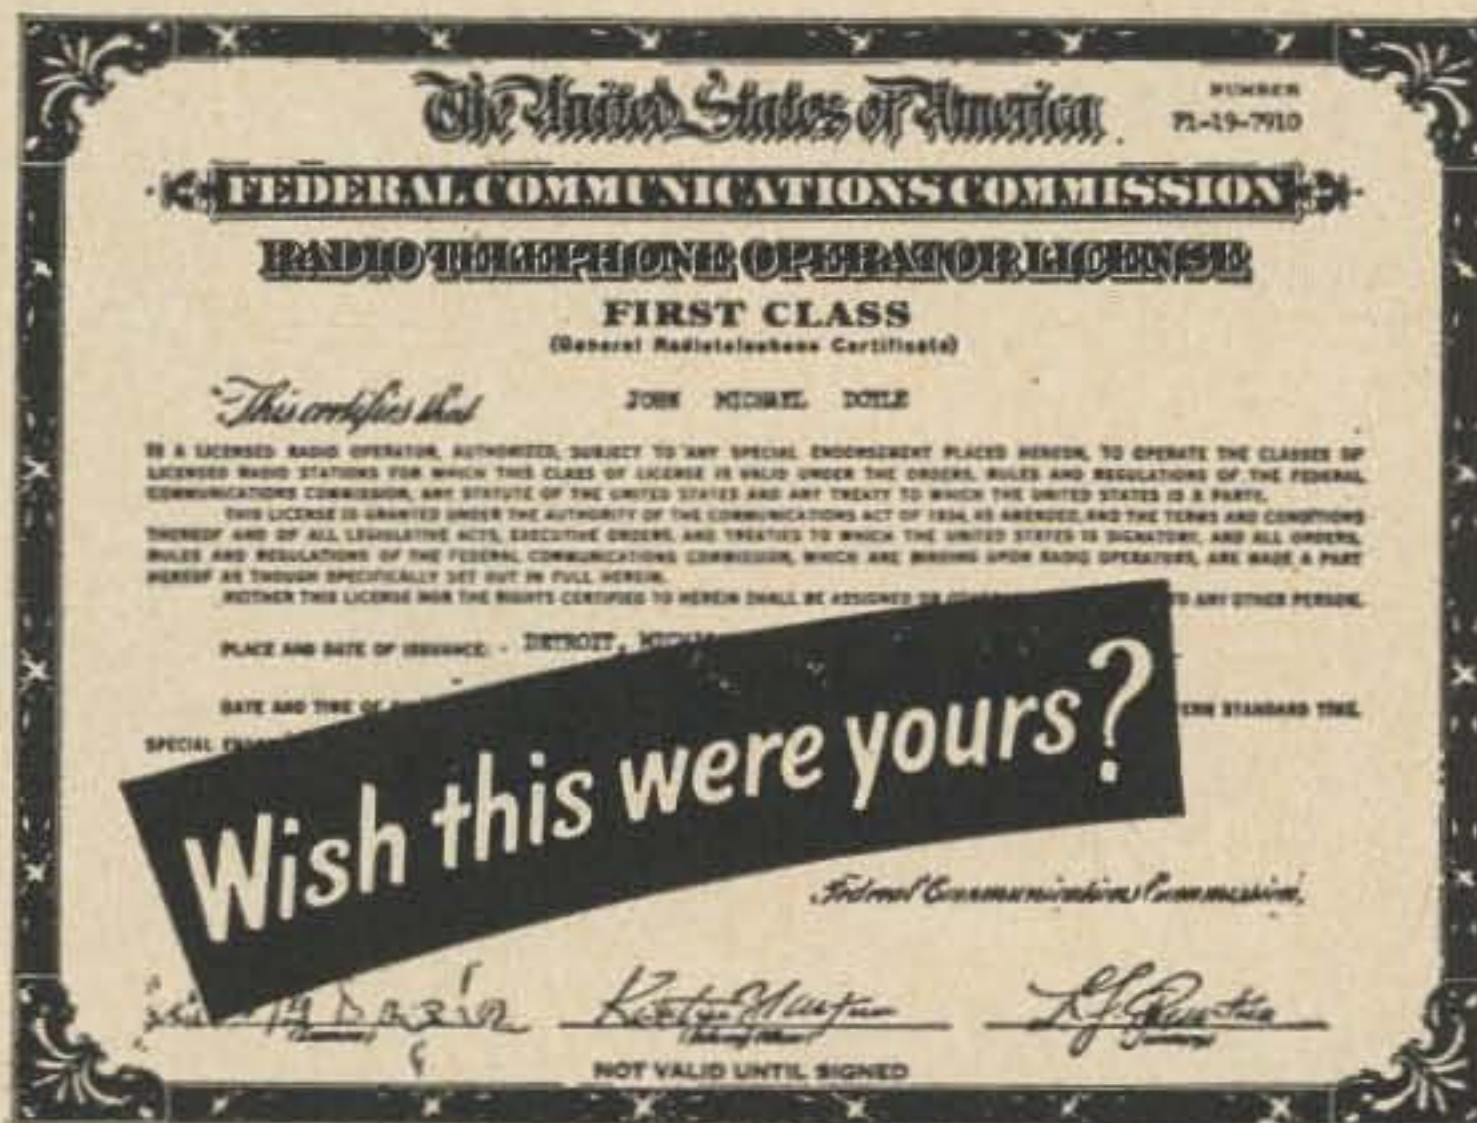 The United States of America
NUMBER
P1-19-7910
FEDERAL COMMUNICATIONS COMMISSION
RADIO TELEPHONE OPERATOR LICENSE
FIRST CLASS
(General Radiotelephone Certificate)
This certifies that JOHN MICHAEL DOYLE
IS A LICENSED RADIO OPERATOR, AUTHORIZED, SUBJECT TO ANY SPECIAL ENDORSEMENT PLACED HEREON, TO OPERATE THE CLASSES OF
LICENSED RADIO STATIONS FOR WHICH THIS CLASS OF LICENSE IS VALID UNDER THE ORDERS, RULES AND REGULATIONS OF THE FEDERAL
COMMUNICATIONS COMMISSION, ANY STATUTE OF THE UNITED STATES AND ANY TREATY TO WHICH THE UNITED STATES IS A PARTY.
THIS LICENSE IS GRANTED UNDER THE AUTHORITY OF THE COMMUNICATIONS ACT OF 1934, AS AMENDED, AND THE TERMS AND CONDITIONS
THEREOF AND OF ALL LEGISLATIVE ACTS, EXECUTIVE ORDERS, AND TREATIES TO WHICH THE UNITED STATES IS SIGNATORY, AND ALL ORDERS,
RULES AND REGULATIONS OF THE FEDERAL COMMUNICATIONS COMMISSION, WHICH ARE BINDING UPON RADIO OPERATORS, ARE MADE A PART
HEREOF AS THOUGH SPECIFICALLY SET OUT IN FULL HEREIN.
NEITHER THIS LICENSE NOR THE RIGHTS CERTIFIED TO HEREIN SHALL BE ASSIGNED OR TO ANY OTHER PERSON.
PLACE AND DATE OF ISSUANCE: - DETROIT,
DATE AND TIME OF STANDARD TIME.
SPECIAL
Wish this were yours?
Federal Communications Commission,
NOT VALID UNTIL SIGNED